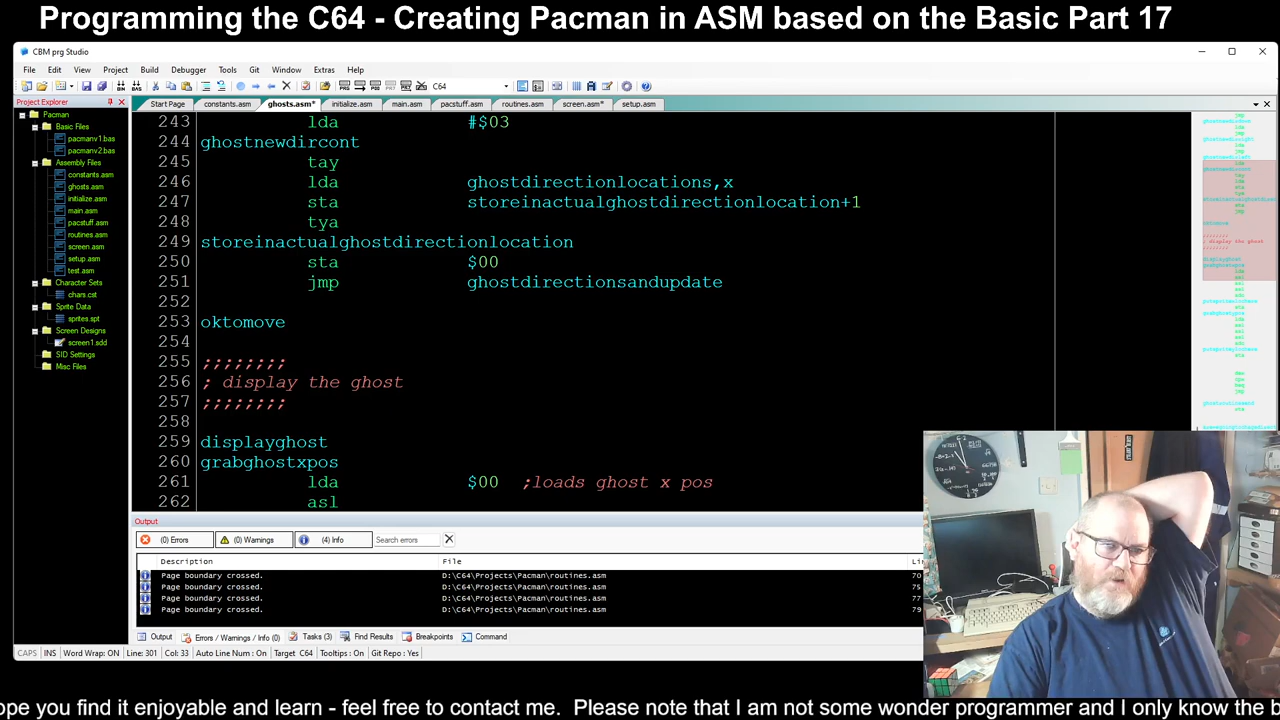 Programming the C64 - Creating Pacman in ASM based on the Basic Part 17
CBM prg Studio
File Edit View Project Build Debugger Tools Git Window Extras Help
C64
Project Explorer
Start Page constants.asm ghosts.asm* initialize.asm main.asm pacstuff.asm routines.asm screen.asm* setup.asm
Pacman
Basic Files
pacmanv1.bas
pacmanv2.bas
Assembly Files
constants.asm
ghosts.asm
initialize.asm
main.asm
pacstuff.asm
routines.asm
screen.asm
setup.asm
test.asm
Character Sets
chars.cst
Sprite Data
sprites.spt
Screen Designs
screen1.sdd
SID Settings
Misc Files
243 lda #$03
244 ghostnewdircont
245 tay
246 lda ghostdirectionlocations,x
247 sta storeinactualghostdirectionlocation+1
248 tya
249 storeinactualghostdirectionlocation
250 sta $00
251 jmp ghostdirectionsandupdate
252
253 oktomove
254
255 ;;;;;;;;
256 ; display the ghost
257 ;;;;;;;;
258
259 displayghost
260 grabghostxpos
261 lda $00 ;loads ghost x pos
262 asl
Output
(0) Errors (0) Warnings (4) Info Search errors
Description File
Page boundary crossed. D:\C64\Projects\Pacman\routines.asm 70
Page boundary crossed. D:\C64\Projects\Pacman\routines.asm 75
Page boundary crossed. D:\C64\Projects\Pacman\routines.asm 77
Page boundary crossed. D:\C64\Projects\Pacman\routines.asm 79
Output Errors / Warnings / Info (0) Tasks (3) Find Results Breakpoints Command
CAPS INS Word Wrap: ON Line: 301 Col: 33 Auto Line Num : On Target C64 Tooltips : On Git Repo : Yes
ope you find it enjoyable and learn - feel free to contact me. Please note that I am not some wonder programmer and I only know the b